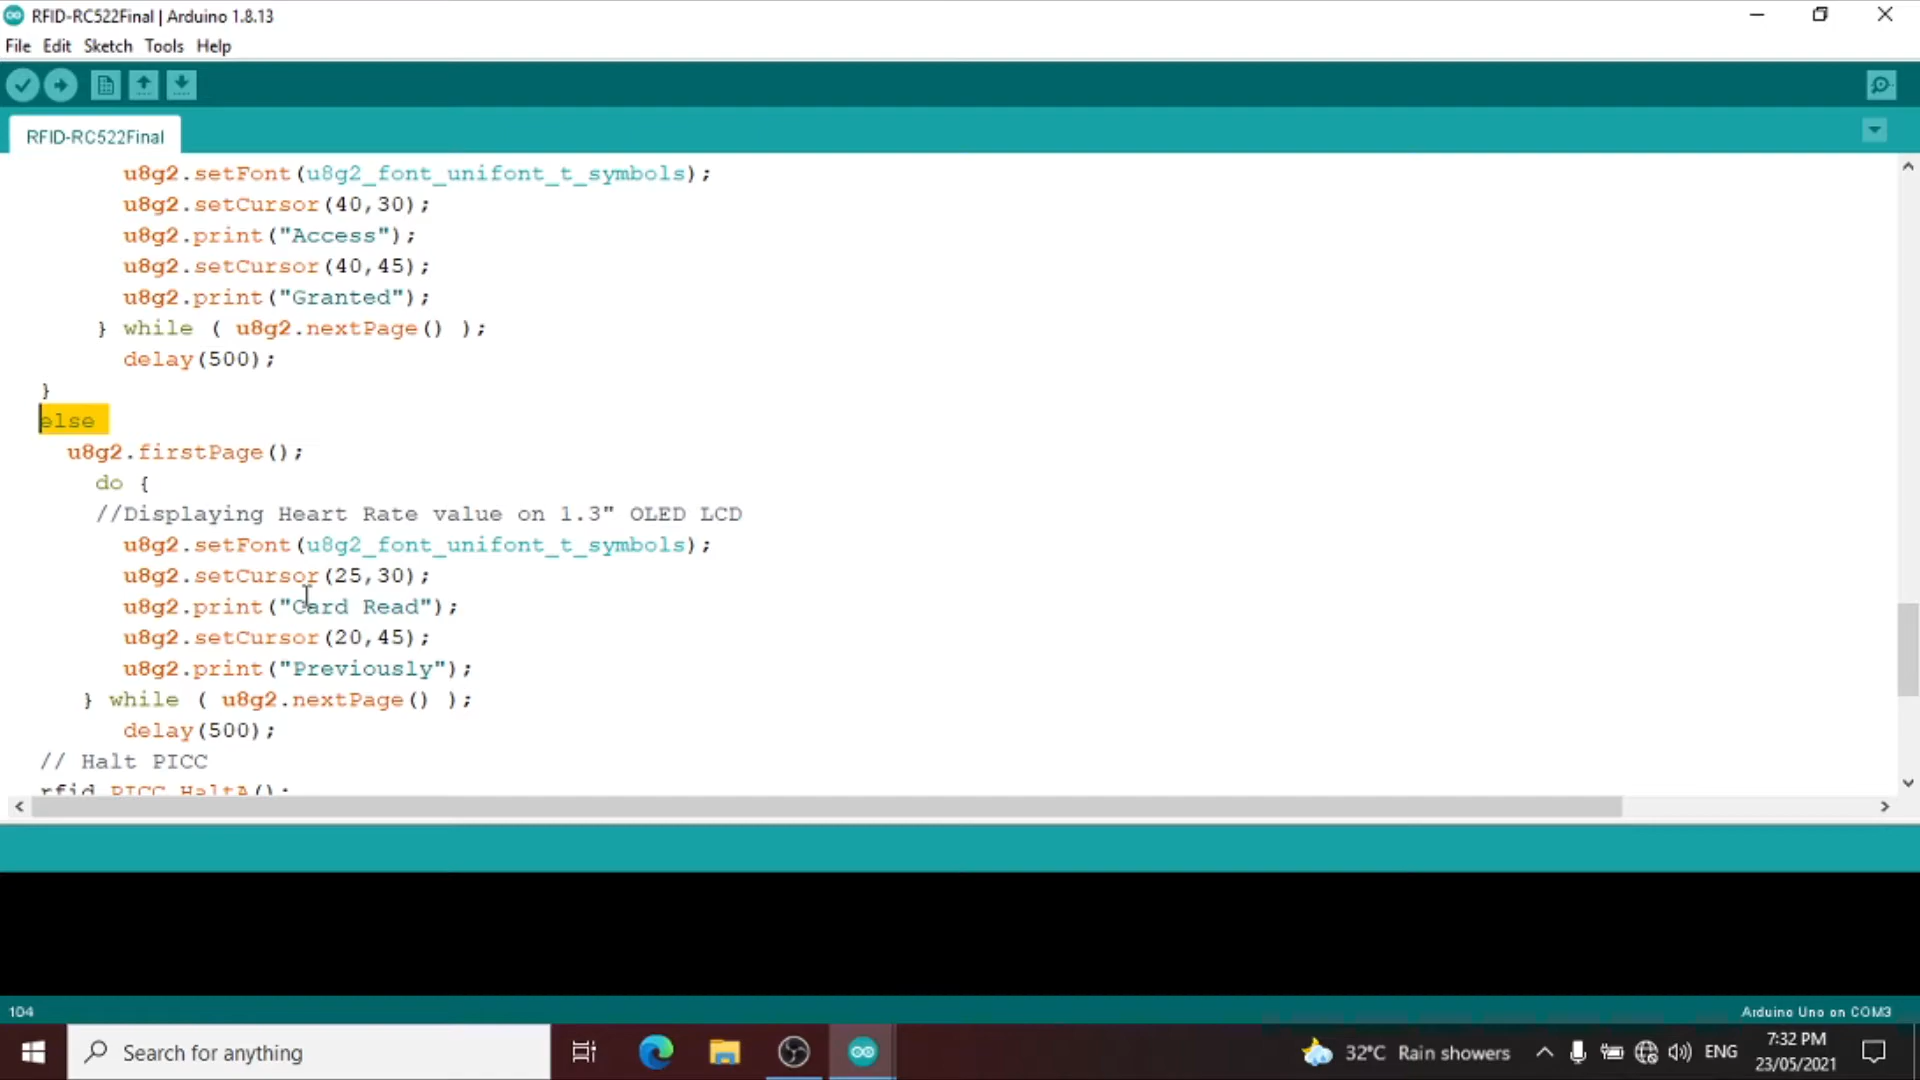 RFID-RC522Final | Arduino 1.8.13
File Edit Sketch Tools Help
RFID-RC522Final
u8g2.setFont(u8g2_font_unifont_t_symbols);
u8g2.setCursor(40,30);
u8g2.print("Access");
u8g2.setCursor(40,45);
u8g2.print("Granted");
} while ( u8g2.nextPage() );
delay(500);
}
else
u8g2.firstPage();
do {
//Displaying Heart Rate value on 1.3" OLED LCD
u8g2.setFont(u8g2_font_unifont_t_symbols);
u8g2.setCursor(25,30);
u8g2.print("Card Read");
u8g2.setCursor(20,45);
u8g2.print("Previously");
} while ( u8g2.nextPage() );
delay(500);
// Halt PICC
rfid.PICC_HaltA();
104
Arduino Uno on COM3
Search for anything
32°C Rain showers
ENG
7:32 PM
23/05/2021